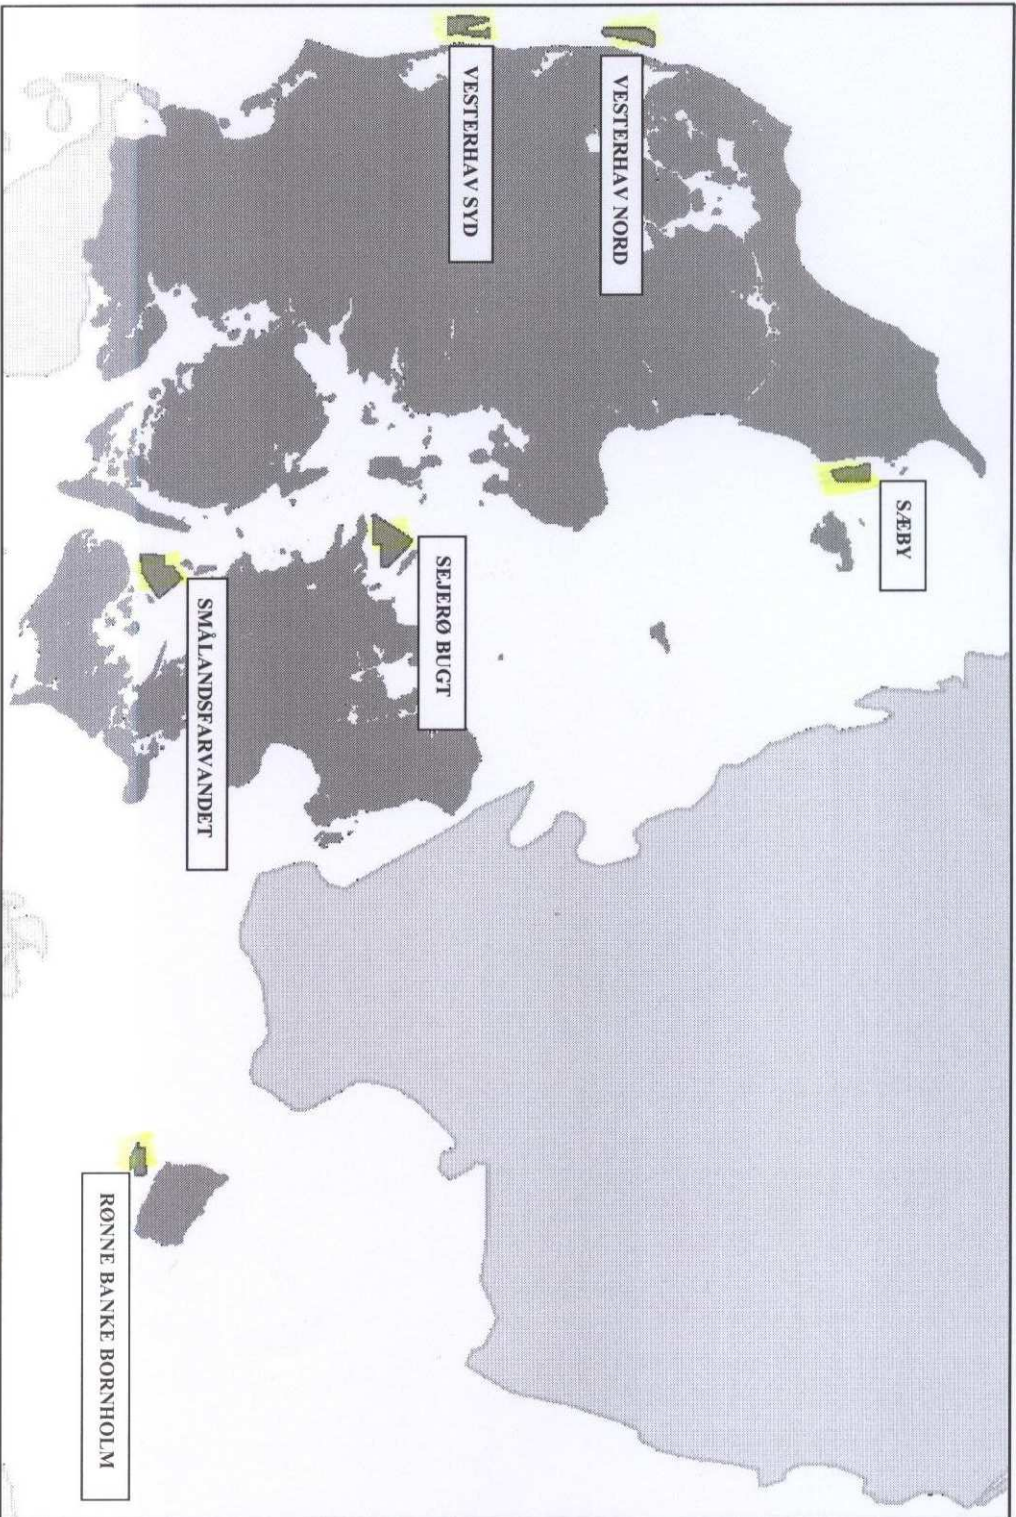 VESTERHAV NORD
VESTERHAV SYD
SÆBY
SEJERØ BUGT
SMÅLANDSFARVANDET
RØNNE BANKE BORNHOLM